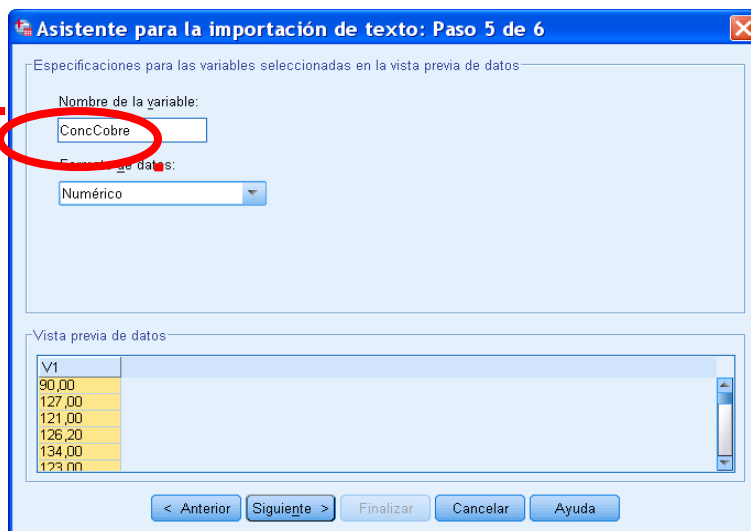 Asistente para la importación de texto: Paso 5 de 6
Especificaciones para las variables seleccionadas en la vista previa de datos
Nombre de la variable:
ConcCobre
Formato de datos:
Numérico
Vista previa de datos
V1
90,00
127,00
121,00
126,20
134,00
123,00
< Anterior Siguiente > Finalizar Cancelar Ayuda